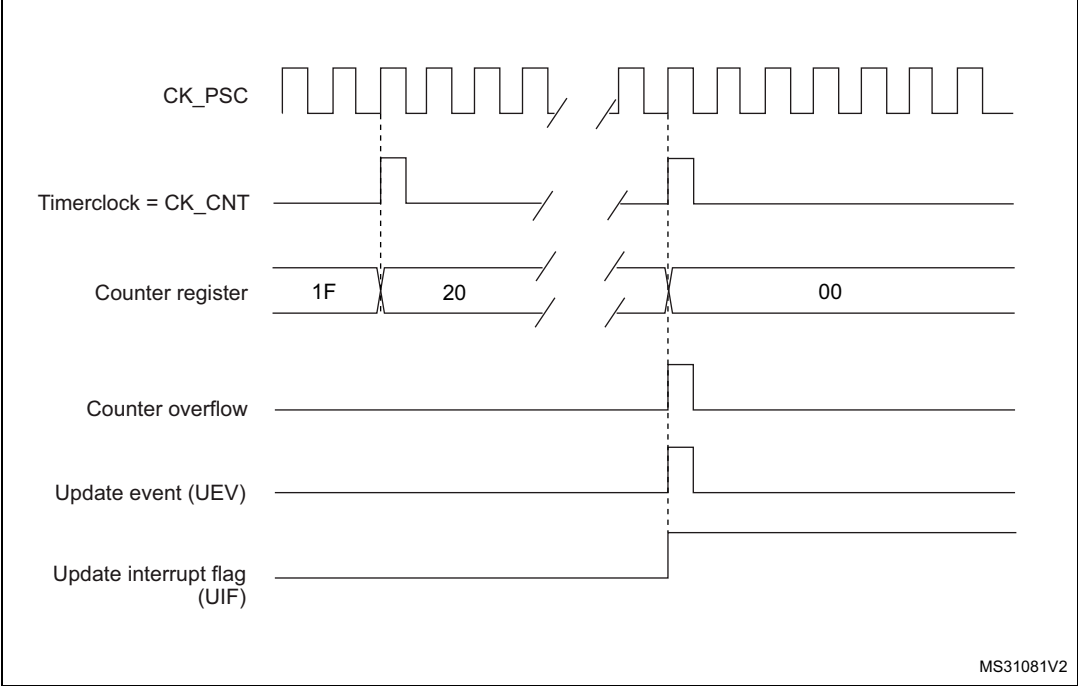 CK_PSC
Timerclock = CK_CNT
Counter register
1F
20
00
Counter overflow
Update event (UEV)
Update interrupt flag
(UIF)
MS31081V2